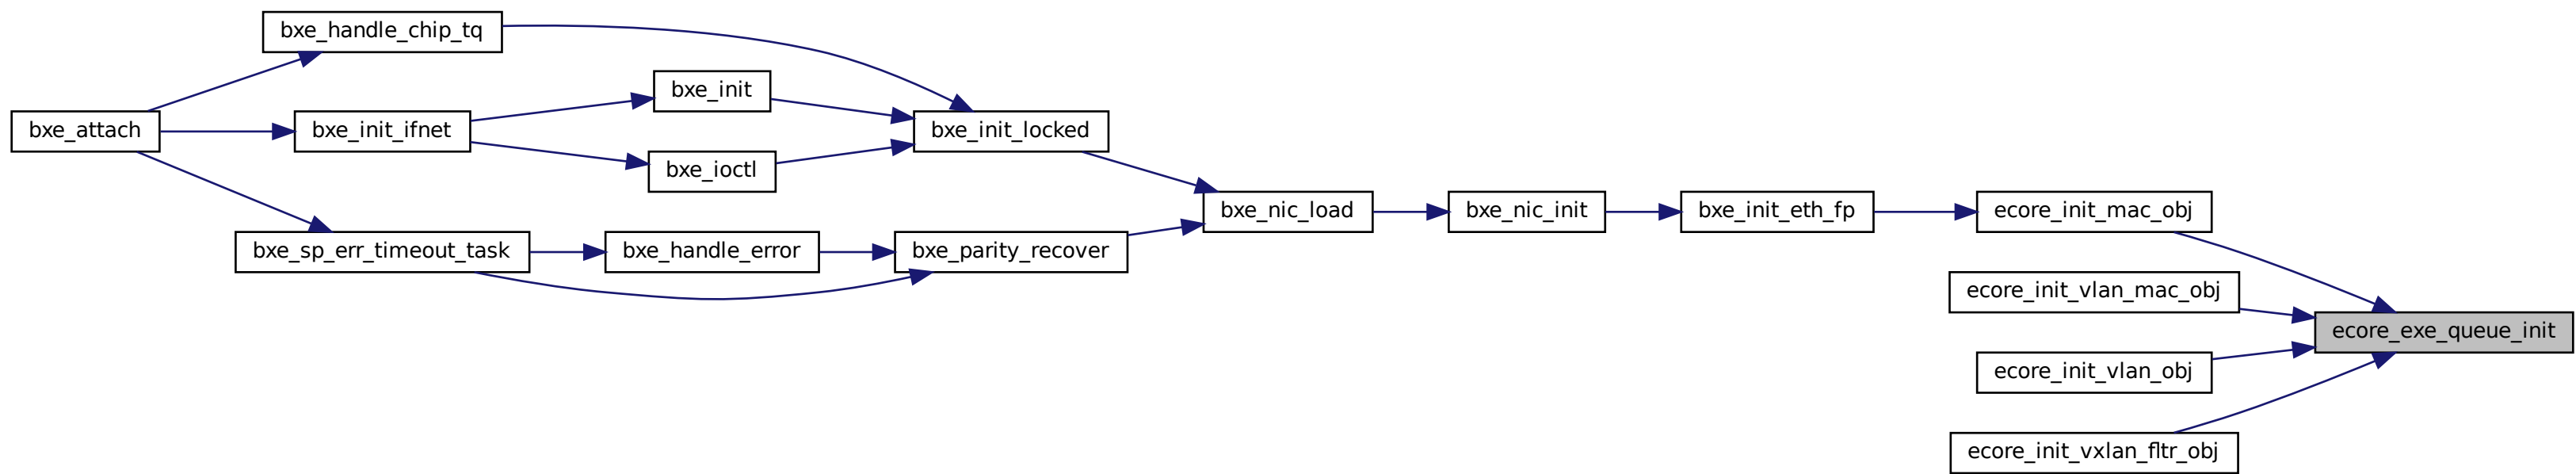 bxe_handle_chip_tq
bxe_init
bxe_attach
bxe_init_ifnet
bxe_init_locked
bxe_ioctl
bxe_nic_load
bxe_nic_init
bxe_init_eth_fp
ecore_init_mac_obj
bxe_sp_err_timeout_task
bxe_handle_error
bxe_parity_recover
ecore_init_vlan_mac_obj
ecore_exe_queue_init
ecore_init_vlan_obj
ecore_init_vxlan_fltr_obj